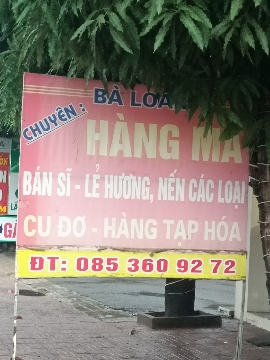 BÀ LOA
CHUYÊN:
HÀNG MÃ
BÁN SĨ - LẺ HƯƠNG, NẾN CÁC LOẠI
CU ĐƠ - HÀNG TẠP HÓA
ĐT: 085 360 92 72